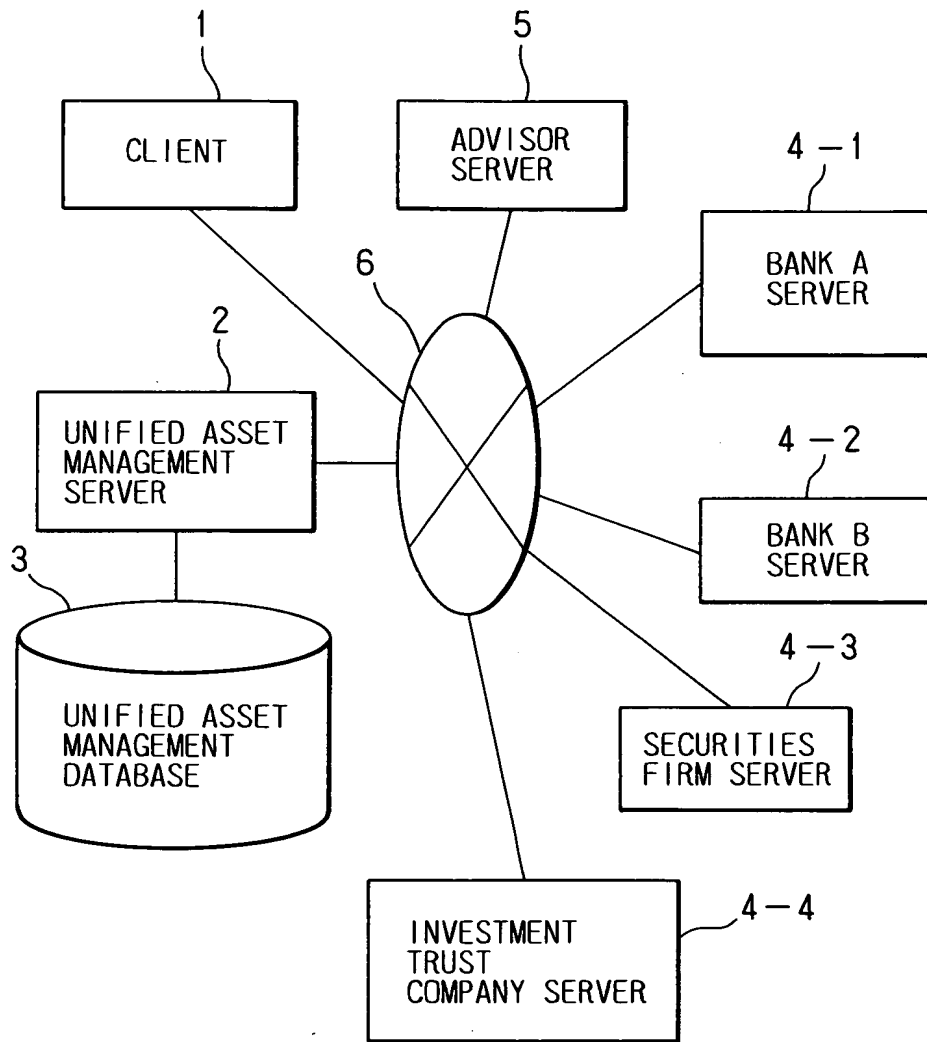 1
CLIENT
5
ADVISOR
SERVER
4-1
BANK A
SERVER
6
2
UNIFIED ASSET
MANAGEMENT
SERVER
4-2
BANK B
SERVER
3
UNIFIED ASSET
MANAGEMENT
DATABASE
4-3
SECURITIES
FIRM SERVER
4-4
INVESTMENT
TRUST
COMPANY SERVER